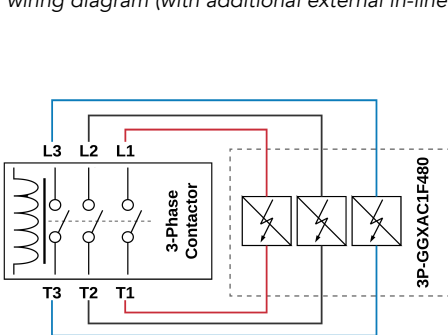 wiring diagram (with additional external in-line
L3 L2 L1
3-Phase
Contactor
3P-GGXAC1F480
T3 T2 T1